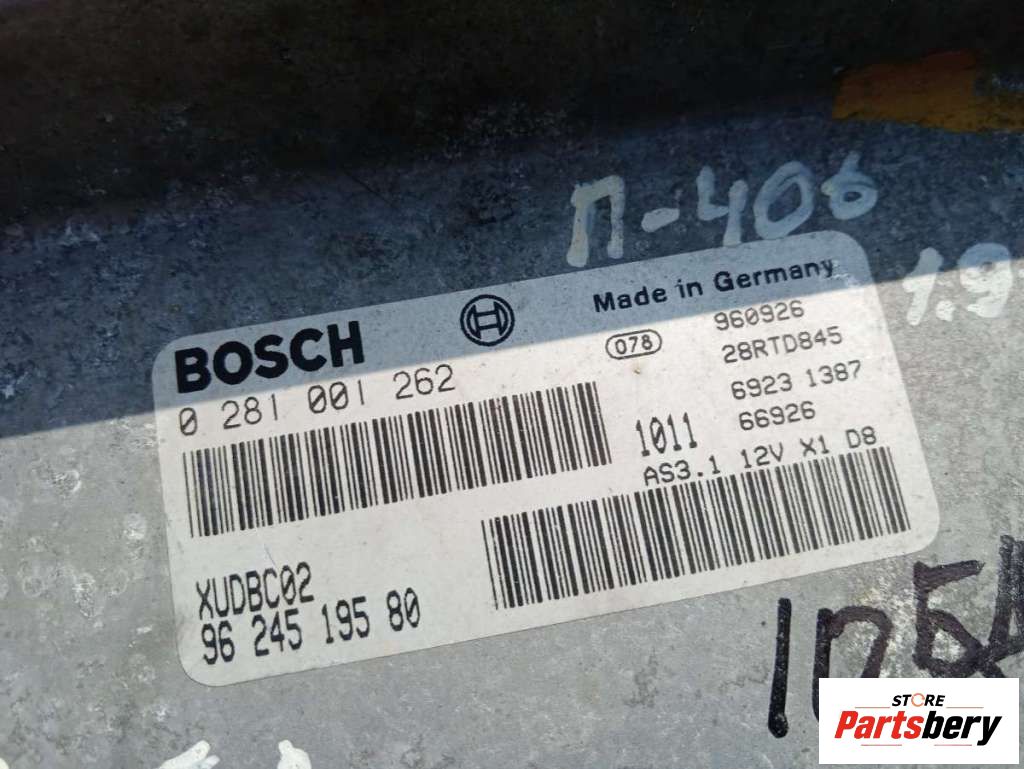 П-406
1.9
BOSCH
Made in Germany
0 281 001 262
078
960926
28RTD845
6923 1387
66926
1011
AS3.1 12V X1 D8
XUDBC02
96 245 195 80
STORE
Partsbery